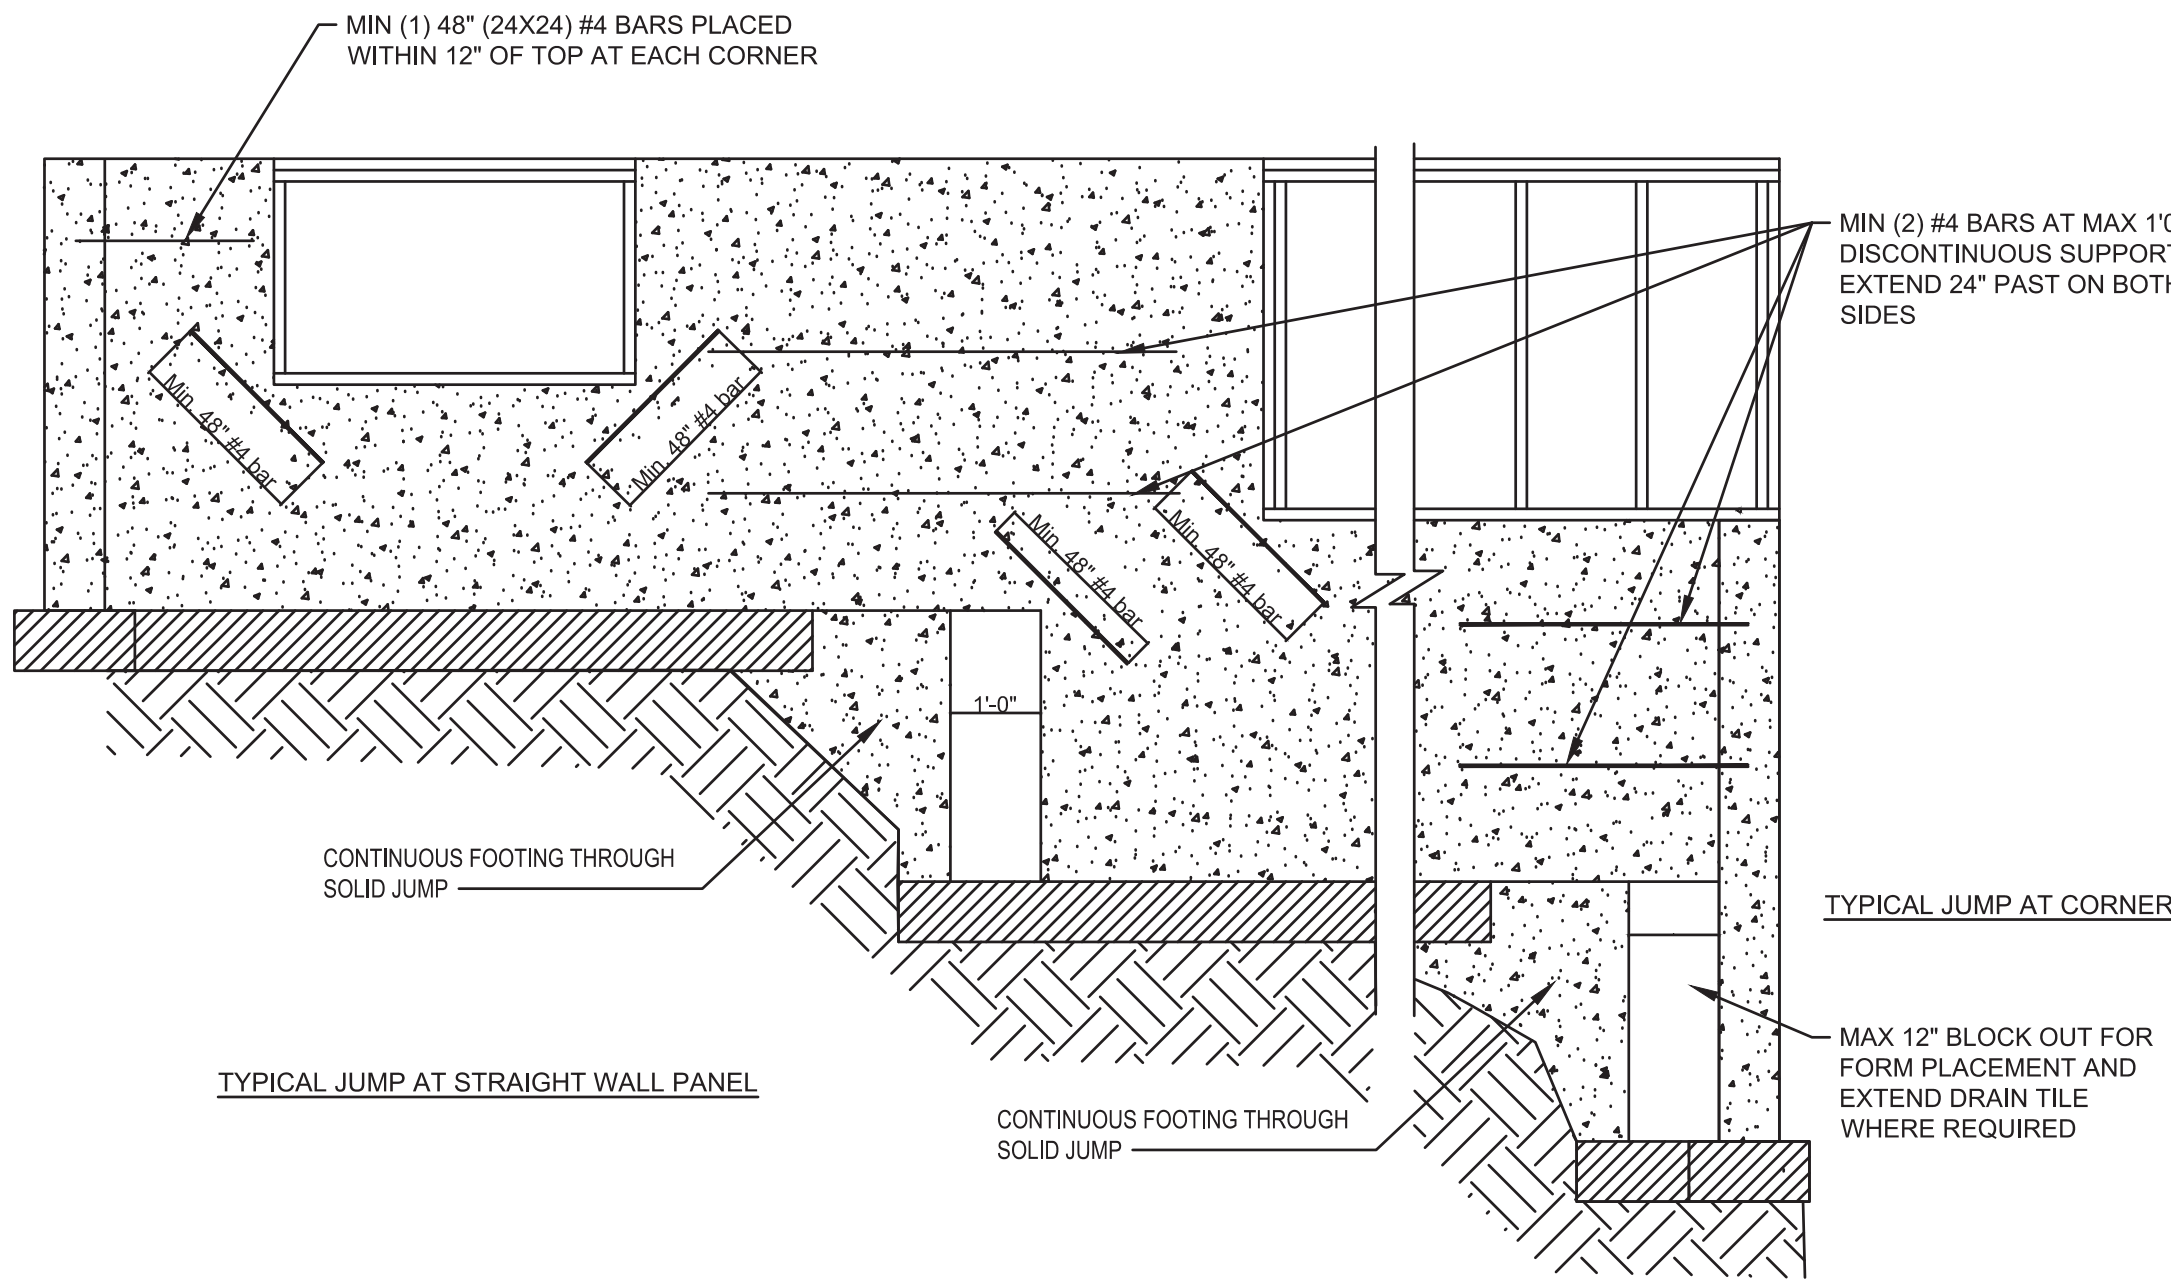 MIN (1) 48" (24X24) #4 BARS PLACED
WITHIN 12" OF TOP AT EACH CORNER
MIN (2) #4 BARS AT MAX 1'0
DISCONTINUOUS SUPPORT
EXTEND 24" PAST ON BOTH
SIDES
Min. 48" #4 bar
Min. 48" #4 bar
Min. 48" #4 bar
Min. 48" #4 bar
1'-0"
CONTINUOUS FOOTING THROUGH
SOLID JUMP
TYPICAL JUMP AT CORNER
TYPICAL JUMP AT STRAIGHT WALL PANEL
MAX 12" BLOCK OUT FOR
FORM PLACEMENT AND
EXTEND DRAIN TILE
WHERE REQUIRED
CONTINUOUS FOOTING THROUGH
SOLID JUMP